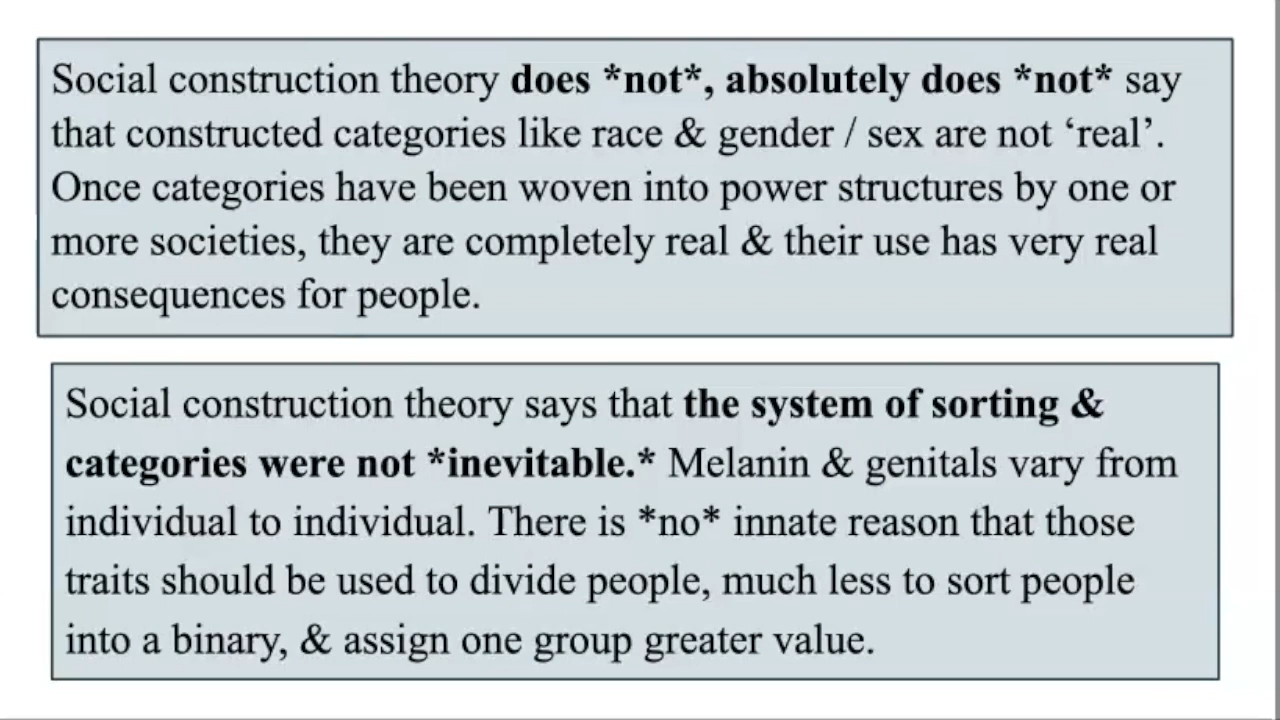 Social construction theory does *not*, absolutely does *not* say
that constructed categories like race & gender / sex are not ‘real’.
Once categories have been woven into power structures by one or
more societies, they are completely real & their use has very real
consequences for people.
Social construction theory says that the system of sorting &
categories were not *inevitable.* Melanin & genitals vary from
individual to individual. There is *no* innate reason that those
traits should be used to divide people, much less to sort people
into a binary, & assign one group greater value.